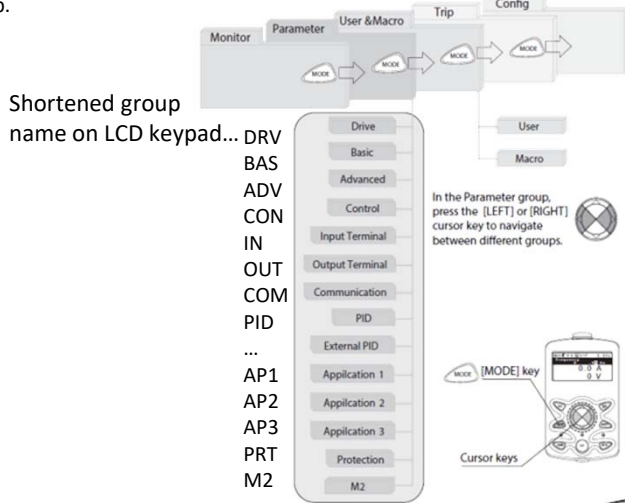 o.
Monitor
Parameter
User &Macro
Trip
Config
MODE
MODE
MODE
MODE
Shortened group
name on LCD keypad...
DRV
BAS
ADV
CON
IN
OUT
COM
PID
...
AP1
AP2
AP3
PRT
M2
Drive
Basic
Advanced
Control
Input Terminal
Output Terminal
Communication
PID
External PID
Appilcation 1
Appilcation 2
Appilcation 3
Protection
M2
User
Macro
In the Parameter group,
press the [LEFT] or [RIGHT]
cursor key to navigate
between different groups.
MODE [MODE] key
0.0 A
0 V
Cursor keys